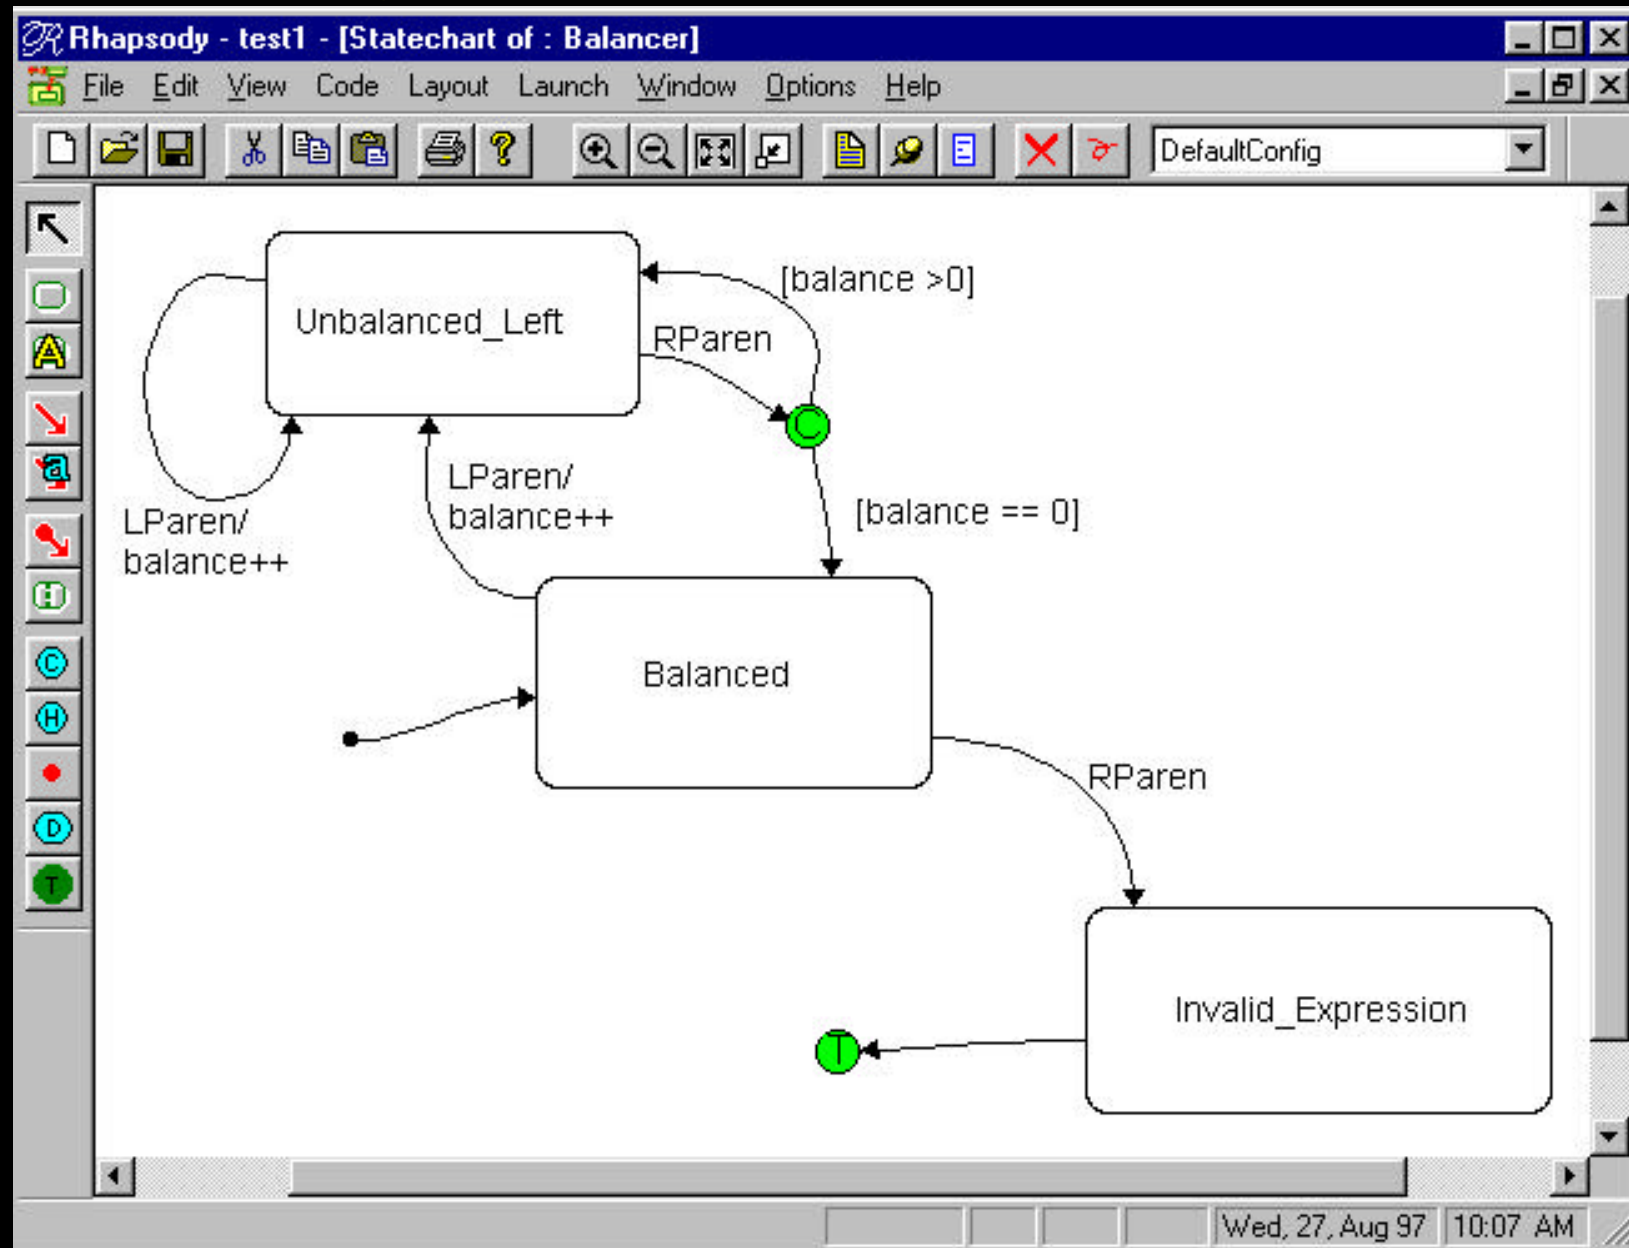 Rhapsody - test1 - [Statechart of : Balancer]
File Edit View Code Layout Launch Window Options Help
DefaultConfig
[balance >0]
Unbalanced_Left
RParen
C
LParen/
balance++
[balance == 0]
LParen/
balance++
Balanced
RParen
Invalid_Expression
T
A
a
C
H
D
T
Wed, 27, Aug 97 10:07 AM